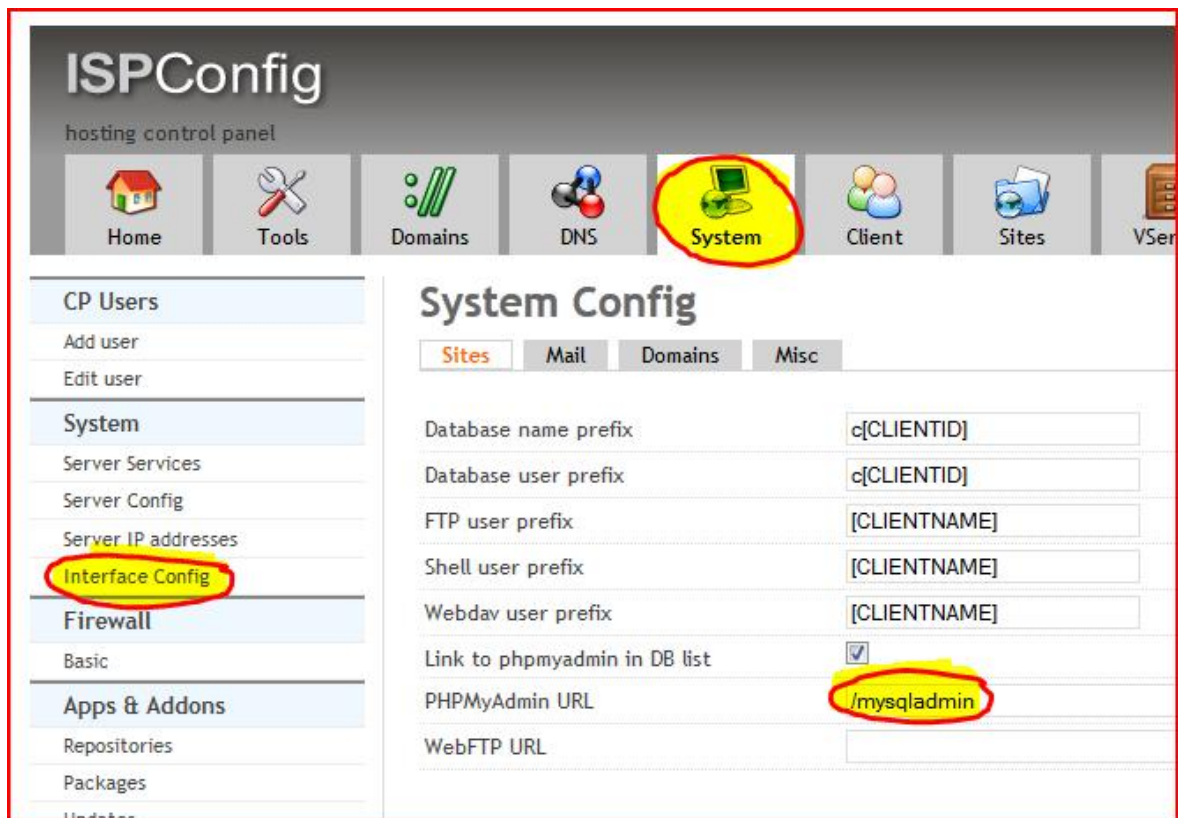 ISPConfig
hosting control panel
Home Tools Domains DNS System Client Sites
CP Users
Add user
Edit user
System
Server Services
Server Config
Server IP addresses
Interface Config
Firewall
Basic
Apps & Addons
Repositories
Packages
System Config
Sites Mail Domains Misc
Database name prefix c[CLIENTID]
Database user prefix c[CLIENTID]
FTP user prefix [CLIENTNAME]
Shell user prefix [CLIENTNAME]
Webdav user prefix [CLIENTNAME]
Link to phpmyadmin in DB list
PHPMyAdmin URL /mysqladmin
WebFTP URL